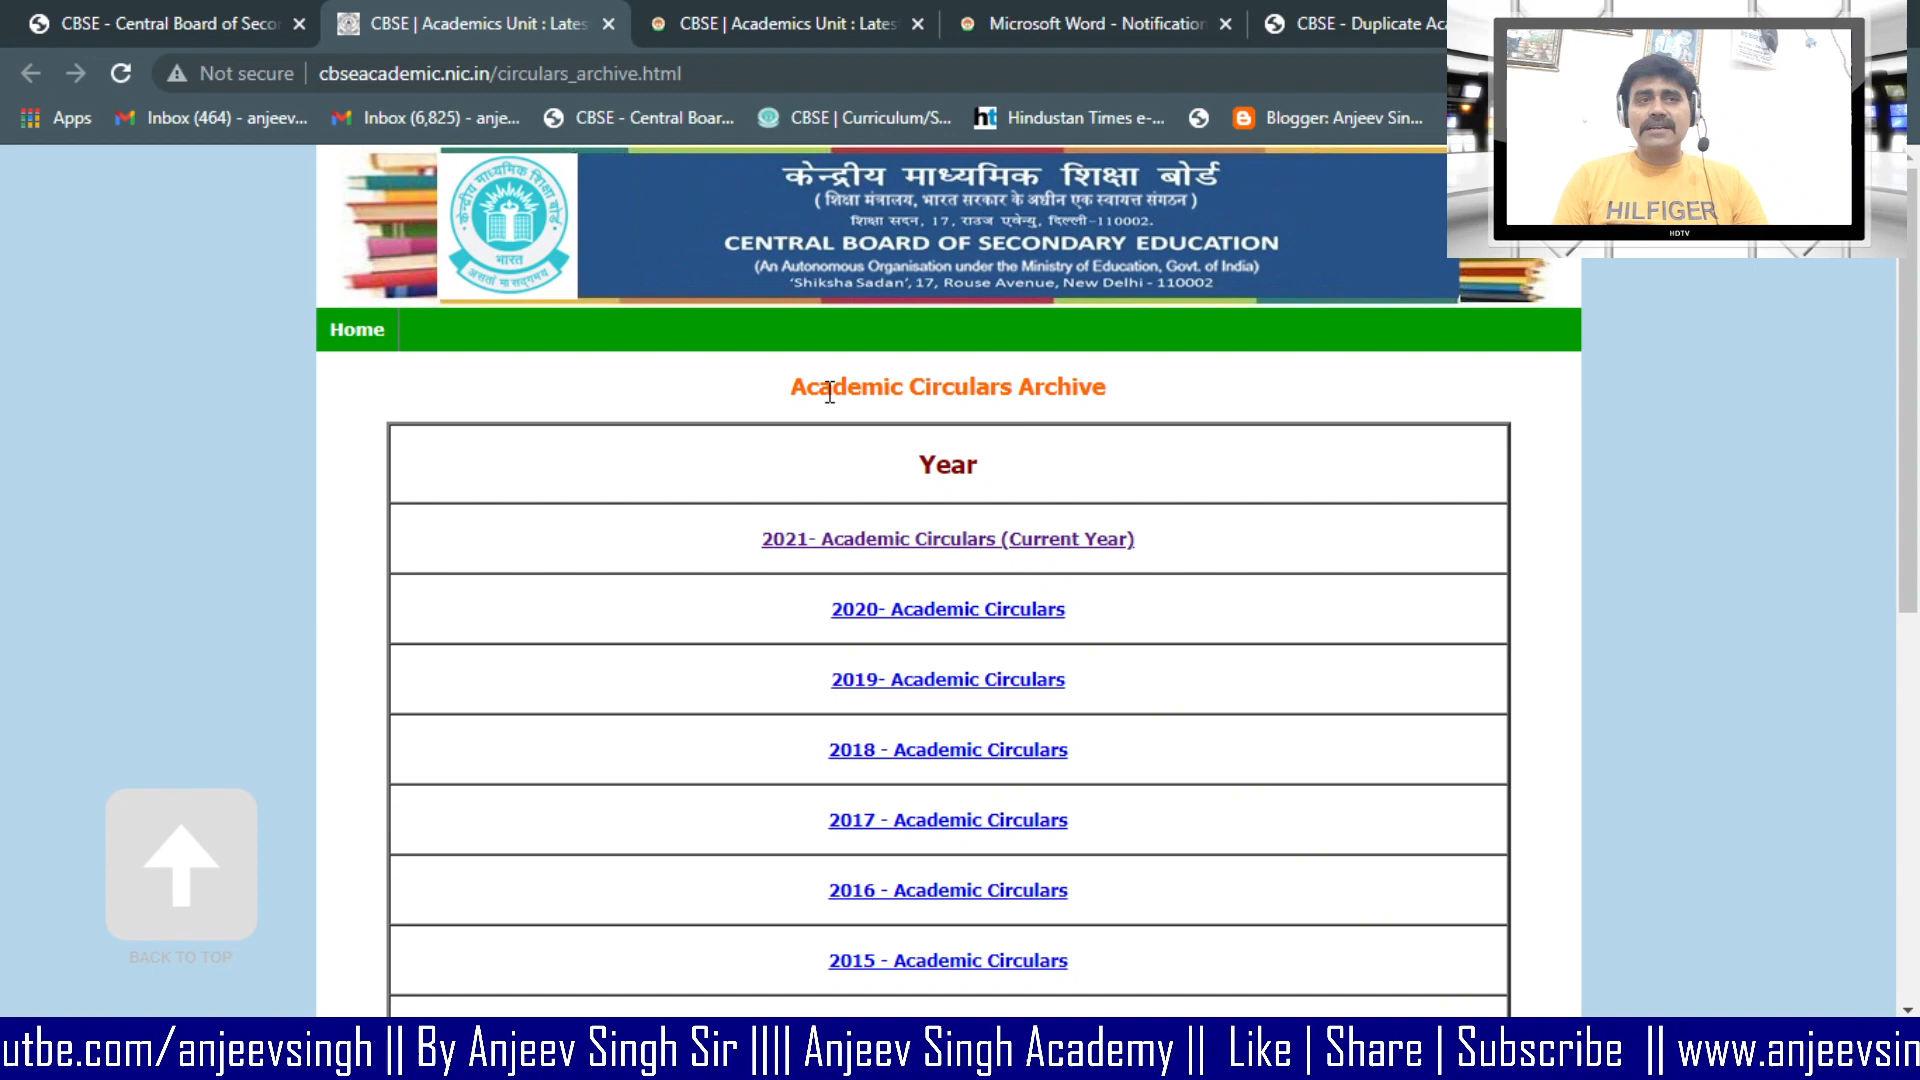 CBSE - Central Board of Seco
CBSE | Academics Unit : Lates
CBSE | Academics Unit : Lates
Microsoft Word - Notification
CBSE - Duplicate Ac
Not secure
cbseacademic.nic.in/circulars_archive.html
Apps
Inbox (464) - anjeev...
Inbox (6,825) - anje...
CBSE - Central Boar...
CBSE | Curriculum/S...
ht
Hindustan Times e-...
Blogger: Anjeev Sin...
HILFIGER
HDTV
केन्द्रीय माध्यमिक शिक्षा बोर्ड
भारत
असतो मा सद्गमय
केन्द्रीय माध्यमिक शिक्षा बोर्ड
( शिक्षा मंत्रालय, भारत सरकार के अधीन एक स्वायत्त संगठन )
शिक्षा सदन, 17, राउज एवेन्यु, दिल्ली-110002.
CENTRAL BOARD OF SECONDARY EDUCATION
(An Autonomous Organisation under the Ministry of Education, Govt. of India)
'Shiksha Sadan', 17, Rouse Avenue, New Delhi - 110002
Home
Academic Circulars Archive
Year
2021- Academic Circulars (Current Year)
2020- Academic Circulars
2019- Academic Circulars
2018 - Academic Circulars
2017 - Academic Circulars
2016 - Academic Circulars
2015 - Academic Circulars
BACK TO TOP
utbe.com/anjeevsingh || By Anjeev Singh Sir |||| Anjeev Singh Academy || Like | Share | Subscribe || www.anjeevsin